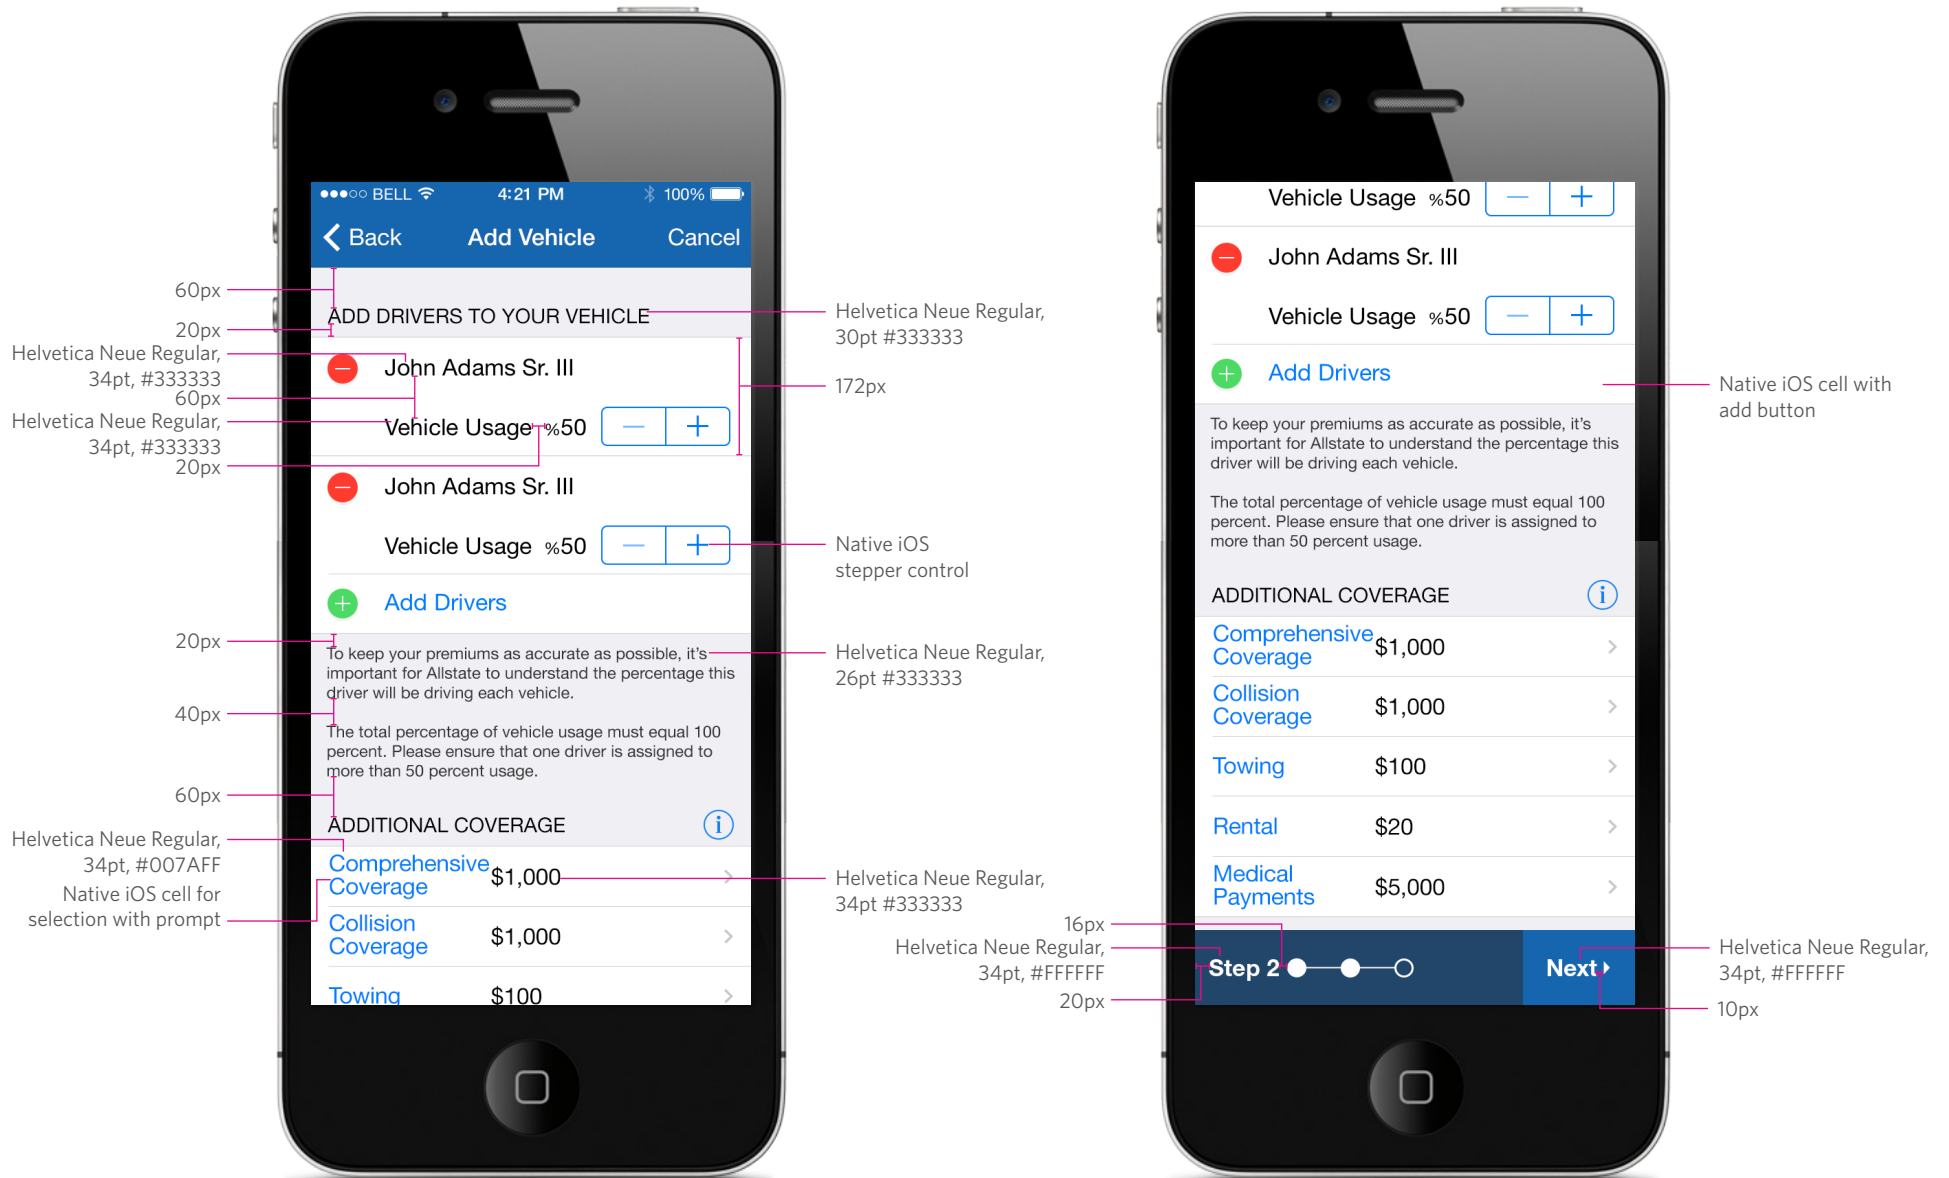 BELL
4:21 PM
100%
Back
Add Vehicle
Cancel
60px
ADD DRIVERS TO YOUR VEHICLE
Helvetica Neue Regular,
30pt #333333
20px
Helvetica Neue Regular,
34pt, #333333
John Adams Sr. III
172px
60px
Helvetica Neue Regular,
34pt, #333333
Vehicle Usage %50
20px
John Adams Sr. III
Vehicle Usage %50
Native iOS
stepper control
Add Drivers
20px
To keep your premiums as accurate as possible, it’s
important for Allstate to understand the percentage this
driver will be driving each vehicle.
Helvetica Neue Regular,
26pt #333333
40px
The total percentage of vehicle usage must equal 100
percent. Please ensure that one driver is assigned to
more than 50 percent usage.
60px
ADDITIONAL COVERAGE
i
Helvetica Neue Regular,
34pt, #007AFF
Native iOS cell for
selection with prompt
Comprehensive
Coverage
$1,000
Helvetica Neue Regular,
34pt #333333
Collision
Coverage
$1,000
Towing
$100
Vehicle Usage %50
John Adams Sr. III
Vehicle Usage %50
Add Drivers
Native iOS cell with
add button
To keep your premiums as accurate as possible, it’s
important for Allstate to understand the percentage this
driver will be driving each vehicle.
The total percentage of vehicle usage must equal 100
percent. Please ensure that one driver is assigned to
more than 50 percent usage.
ADDITIONAL COVERAGE
i
Comprehensive
Coverage
$1,000
Collision
Coverage
$1,000
Towing
$100
Rental
$20
Medical
Payments
$5,000
16px
Helvetica Neue Regular,
34pt, #FFFFFF
20px
Step 2
Next
Helvetica Neue Regular,
34pt, #FFFFFF
10px